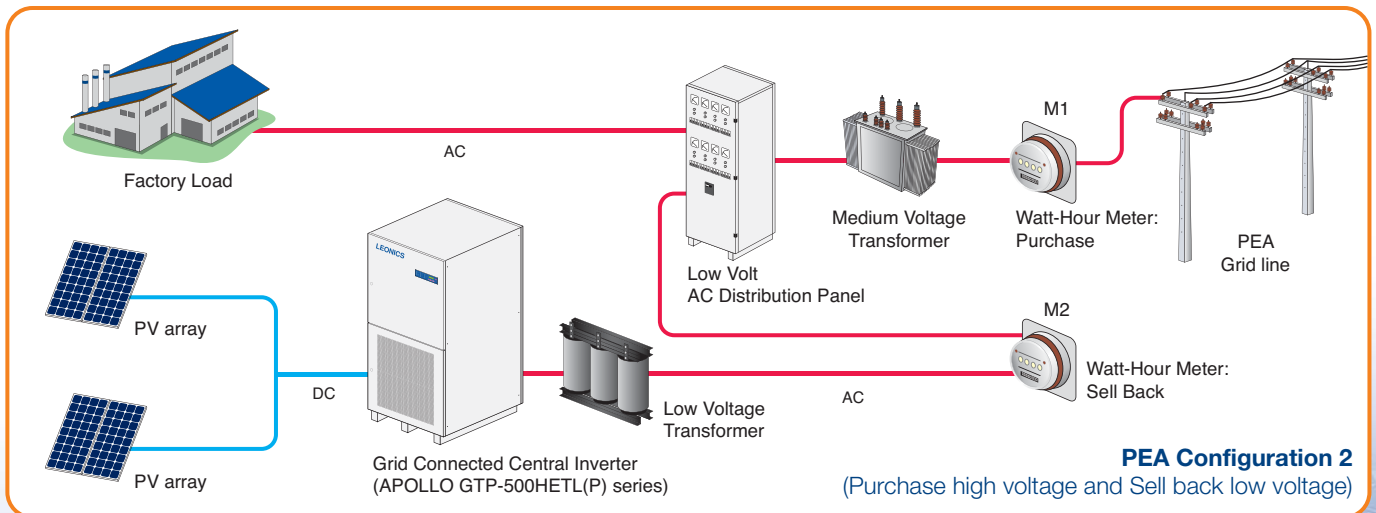 M1
AC
Factory Load
Medium Voltage
Transformer
Watt-Hour Meter:
Purchase
PEA
Grid line
LEONICS
Low Volt
AC Distribution Panel
PV array
M2
Watt-Hour Meter:
Sell Back
DC
AC
Low Voltage
Transformer
PV array
Grid Connected Central Inverter
(APOLLO GTP-500HETL(P) series)
PEA Configuration 2
(Purchase high voltage and Sell back low voltage)